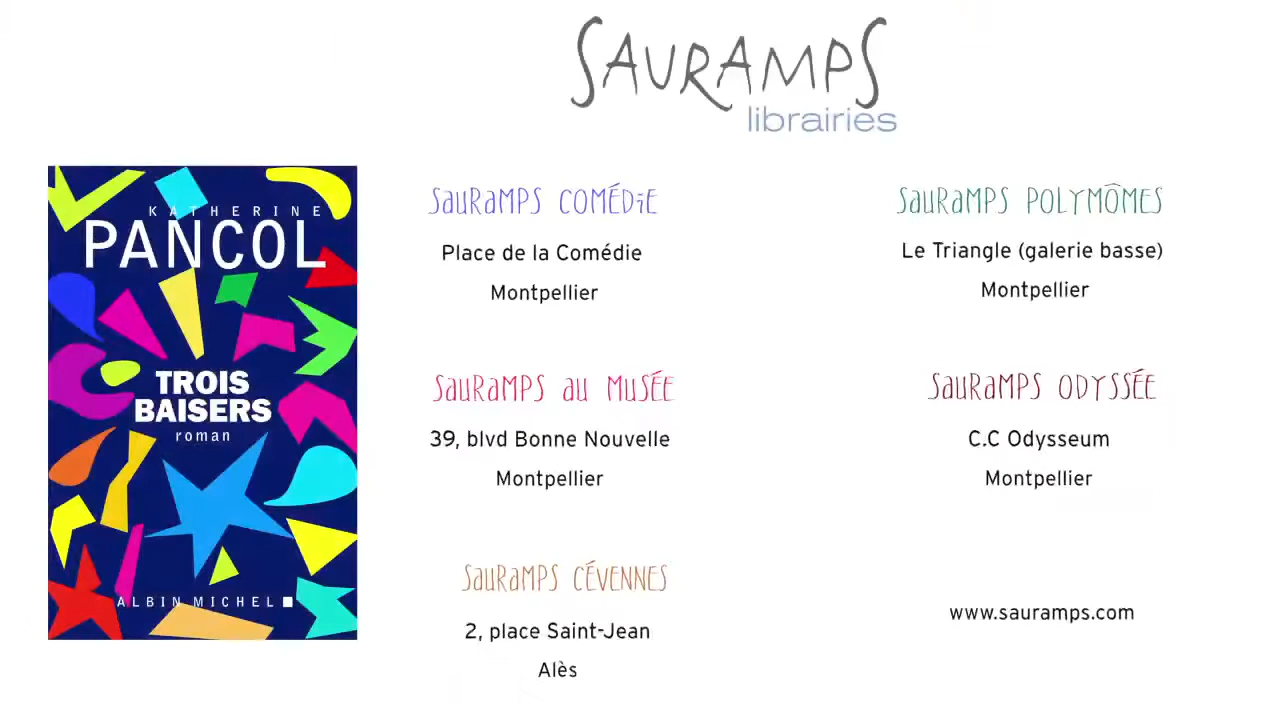 SAURAMPS
librairies
KATHERINE
PANCOL
TROIS
BAISERS
roman
ALBIN MICHEL
SAURAMPS COMÉDIE
Place de la Comédie
Montpellier
SAURAMPS POLYMÔMES
Le Triangle (galerie basse)
Montpellier
SAURAMPS AU MUSÉE
39, blvd Bonne Nouvelle
Montpellier
SAURAMPS ODYSSÉE
C.C Odysseum
Montpellier
SAURAMPS CÉVENNES
2, place Saint-Jean
Alès
www.sauramps.com